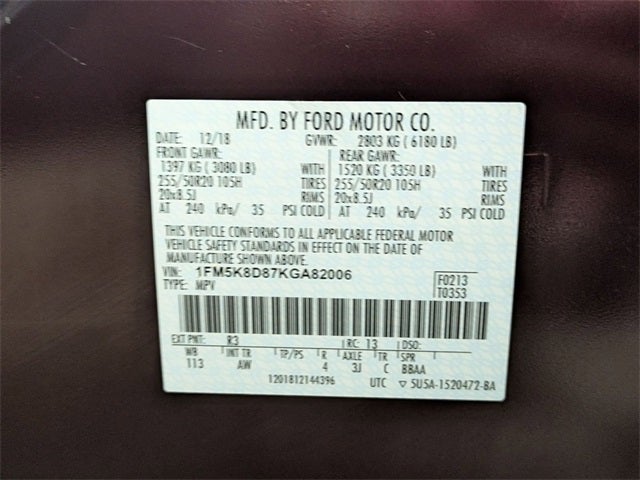 MFD. BY FORD MOTOR CO.
DATE: 12/18 GVWR: 2803 KG ( 6180 LB)
FRONT GAWR: REAR GAWR:
1397 KG ( 3080 LB) WITH 1520 KG ( 3350 LB) WITH
255/50R20 105H TIRES 255/50R20 105H TIRES
20x8.5J RIMS 20x8.5J RIMS
AT 240 kPa/ 35 PSI COLD AT 240 kPa/ 35 PSI COLD
THIS VEHICLE CONFORMS TO ALL APPLICABLE FEDERAL MOTOR
VEHICLE SAFETY STANDARDS IN EFFECT ON THE DATE OF
MANUFACTURE SHOWN ABOVE.
VIN: 1FM5K8D87KGA82006 F0213
TYPE: MPV T0353
EXT PNT: R3 RC: 13 DSO:
WB INT TR TP/PS R AXLE TR SPR
113 AW 4 3J C BBAA
1201812144396 UTC ▽ 5U5A-1520472-BA